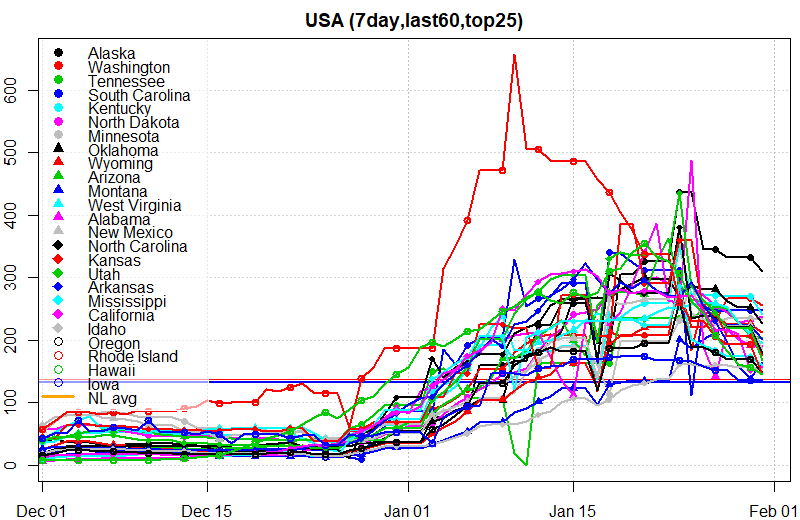 USA (7day,last60,top25)
Alaska
Washington
Tennessee
South Carolina
Kentucky
North Dakota
Minnesota
Oklahoma
Wyoming
Arizona
Montana
West Virginia
Alabama
New Mexico
North Carolina
Kansas
Utah
Arkansas
Mississippi
California
Idaho
Oregon
Rhode Island
Hawaii
Iowa
NL avg
600
500
400
300
200
100
0
Dec 01 Dec 15 Jan 01 Jan 15 Feb 01